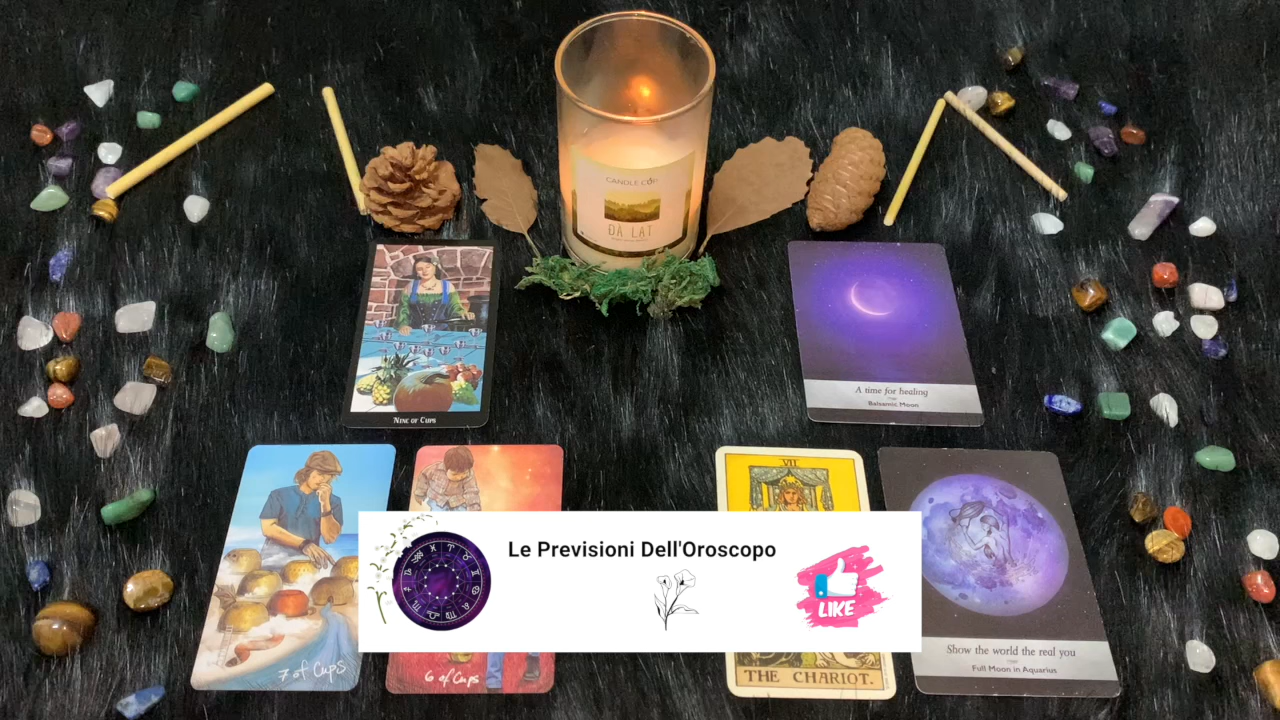 CANDLE CUP
ĐÀ LẠT
NINE OF CUPS
A time for healing
Balsamic Moon
VII
Le Previsioni Dell'Oroscopo
LIKE
7 of Cups
6 of Cups
THE CHARIOT.
Show the world the real you
Full Moon in Aquarius